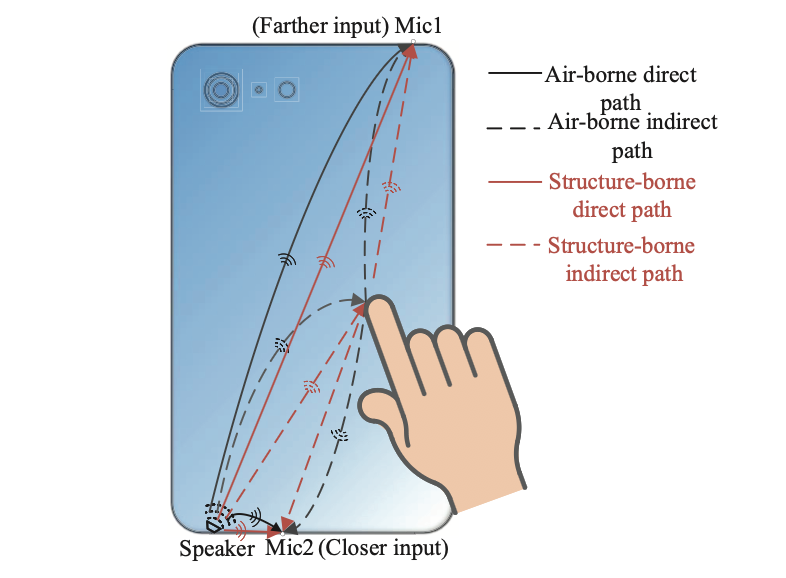 (Farther input) Mic1
Air-borne direct
path
Air-borne indirect
path
Structure-borne
direct path
Structure-borne
indirect path
Speaker Mic2 (Closer input)